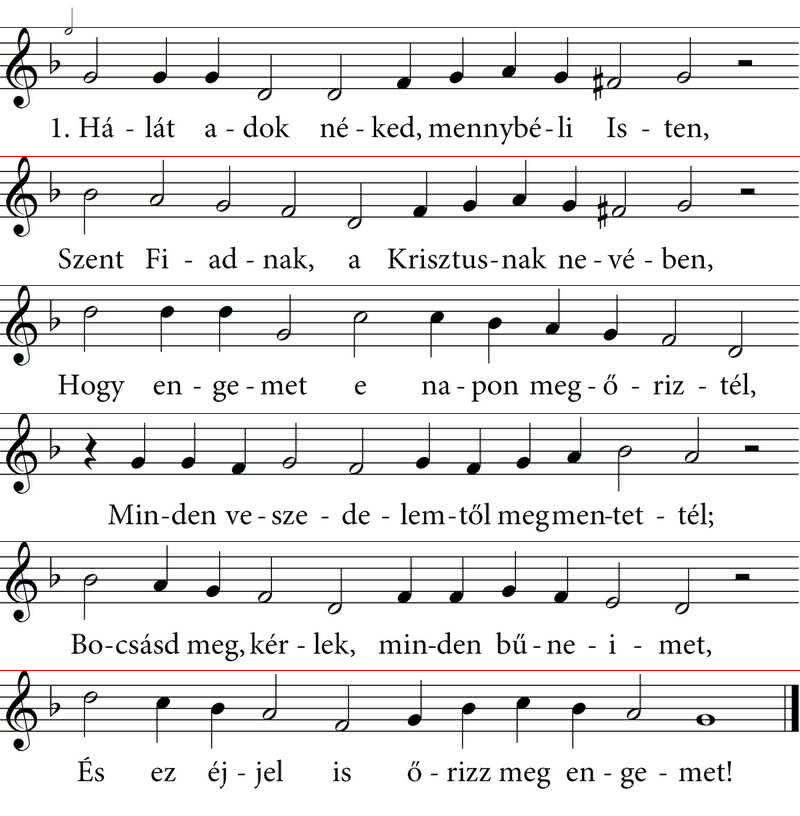 1. Há - lát a - dok né - ked, mennybé - li Is - ten,
Szent Fi - ad - nak, a Krisztus - nak ne - vé - ben,
Hogy en - ge - met e na - pon meg - ő - riz - tél,
Min - den ve - sze - de - lem - től megmen - tet - tél;
Bo - csásd meg, kér - lek, min - den bű - ne - i - met,
És ez éj - jel is ő - rizz meg en - ge - met!